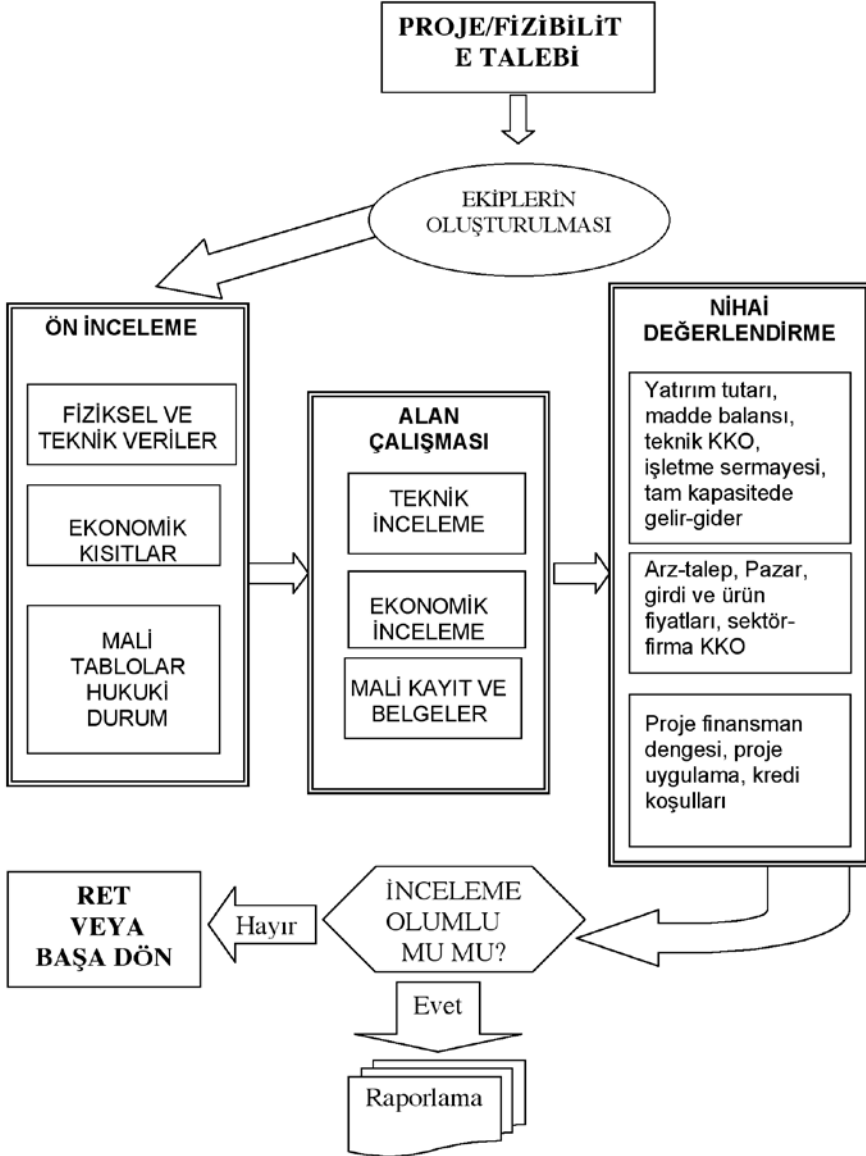 PROJE/FİZİBİLİT
E TALEBİ
EKİPLERİN
OLUŞTURULMASI
ÖN İNCELEME
FİZİKSEL VE
TEKNİK VERİLER
EKONOMİK
KISITLAR
MALİ
TABLOLAR
HUKUKİ
DURUM
ALAN
ÇALIŞMASI
TEKNİK
İNCELEME
EKONOMİK
İNCELEME
MALİ KAYIT VE
BELGELER
NİHAİ
DEĞERLENDİRME
Yatırım tutarı,
madde balansı,
teknik KKO,
işletme sermayesi,
tam kapasitede
gelir-gider
Arz-talep, Pazar,
girdi ve ürün
fiyatları, sektör-
firma KKO
Proje finansman
dengesi, proje
uygulama, kredi
koşulları
İNCELEME
OLUMLU
MU MU?
Hayır
RET
VEYA
BAŞA DÖN
Evet
Raporlama